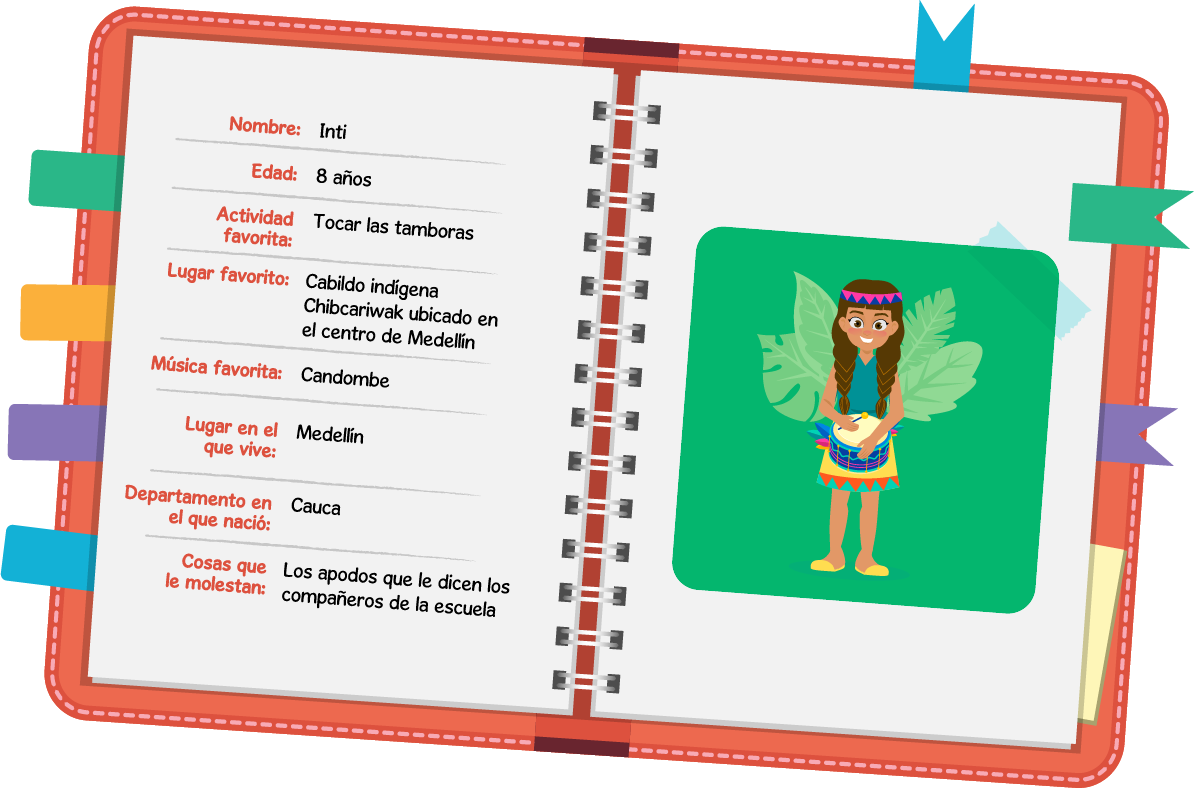 Nombre: Inti
Edad: 8 años
Actividad favorita: Tocar las tamboras
Lugar favorito: Cabildo indígena
Chibcariwak ubicado en
el centro de Medellín
Música favorita: Candombe
Lugar en el
que vive: Medellín
Departamento en
el que nació: Cauca
Cosas que
le molestan: Los apodos que le dicen los
compañeros de la escuela